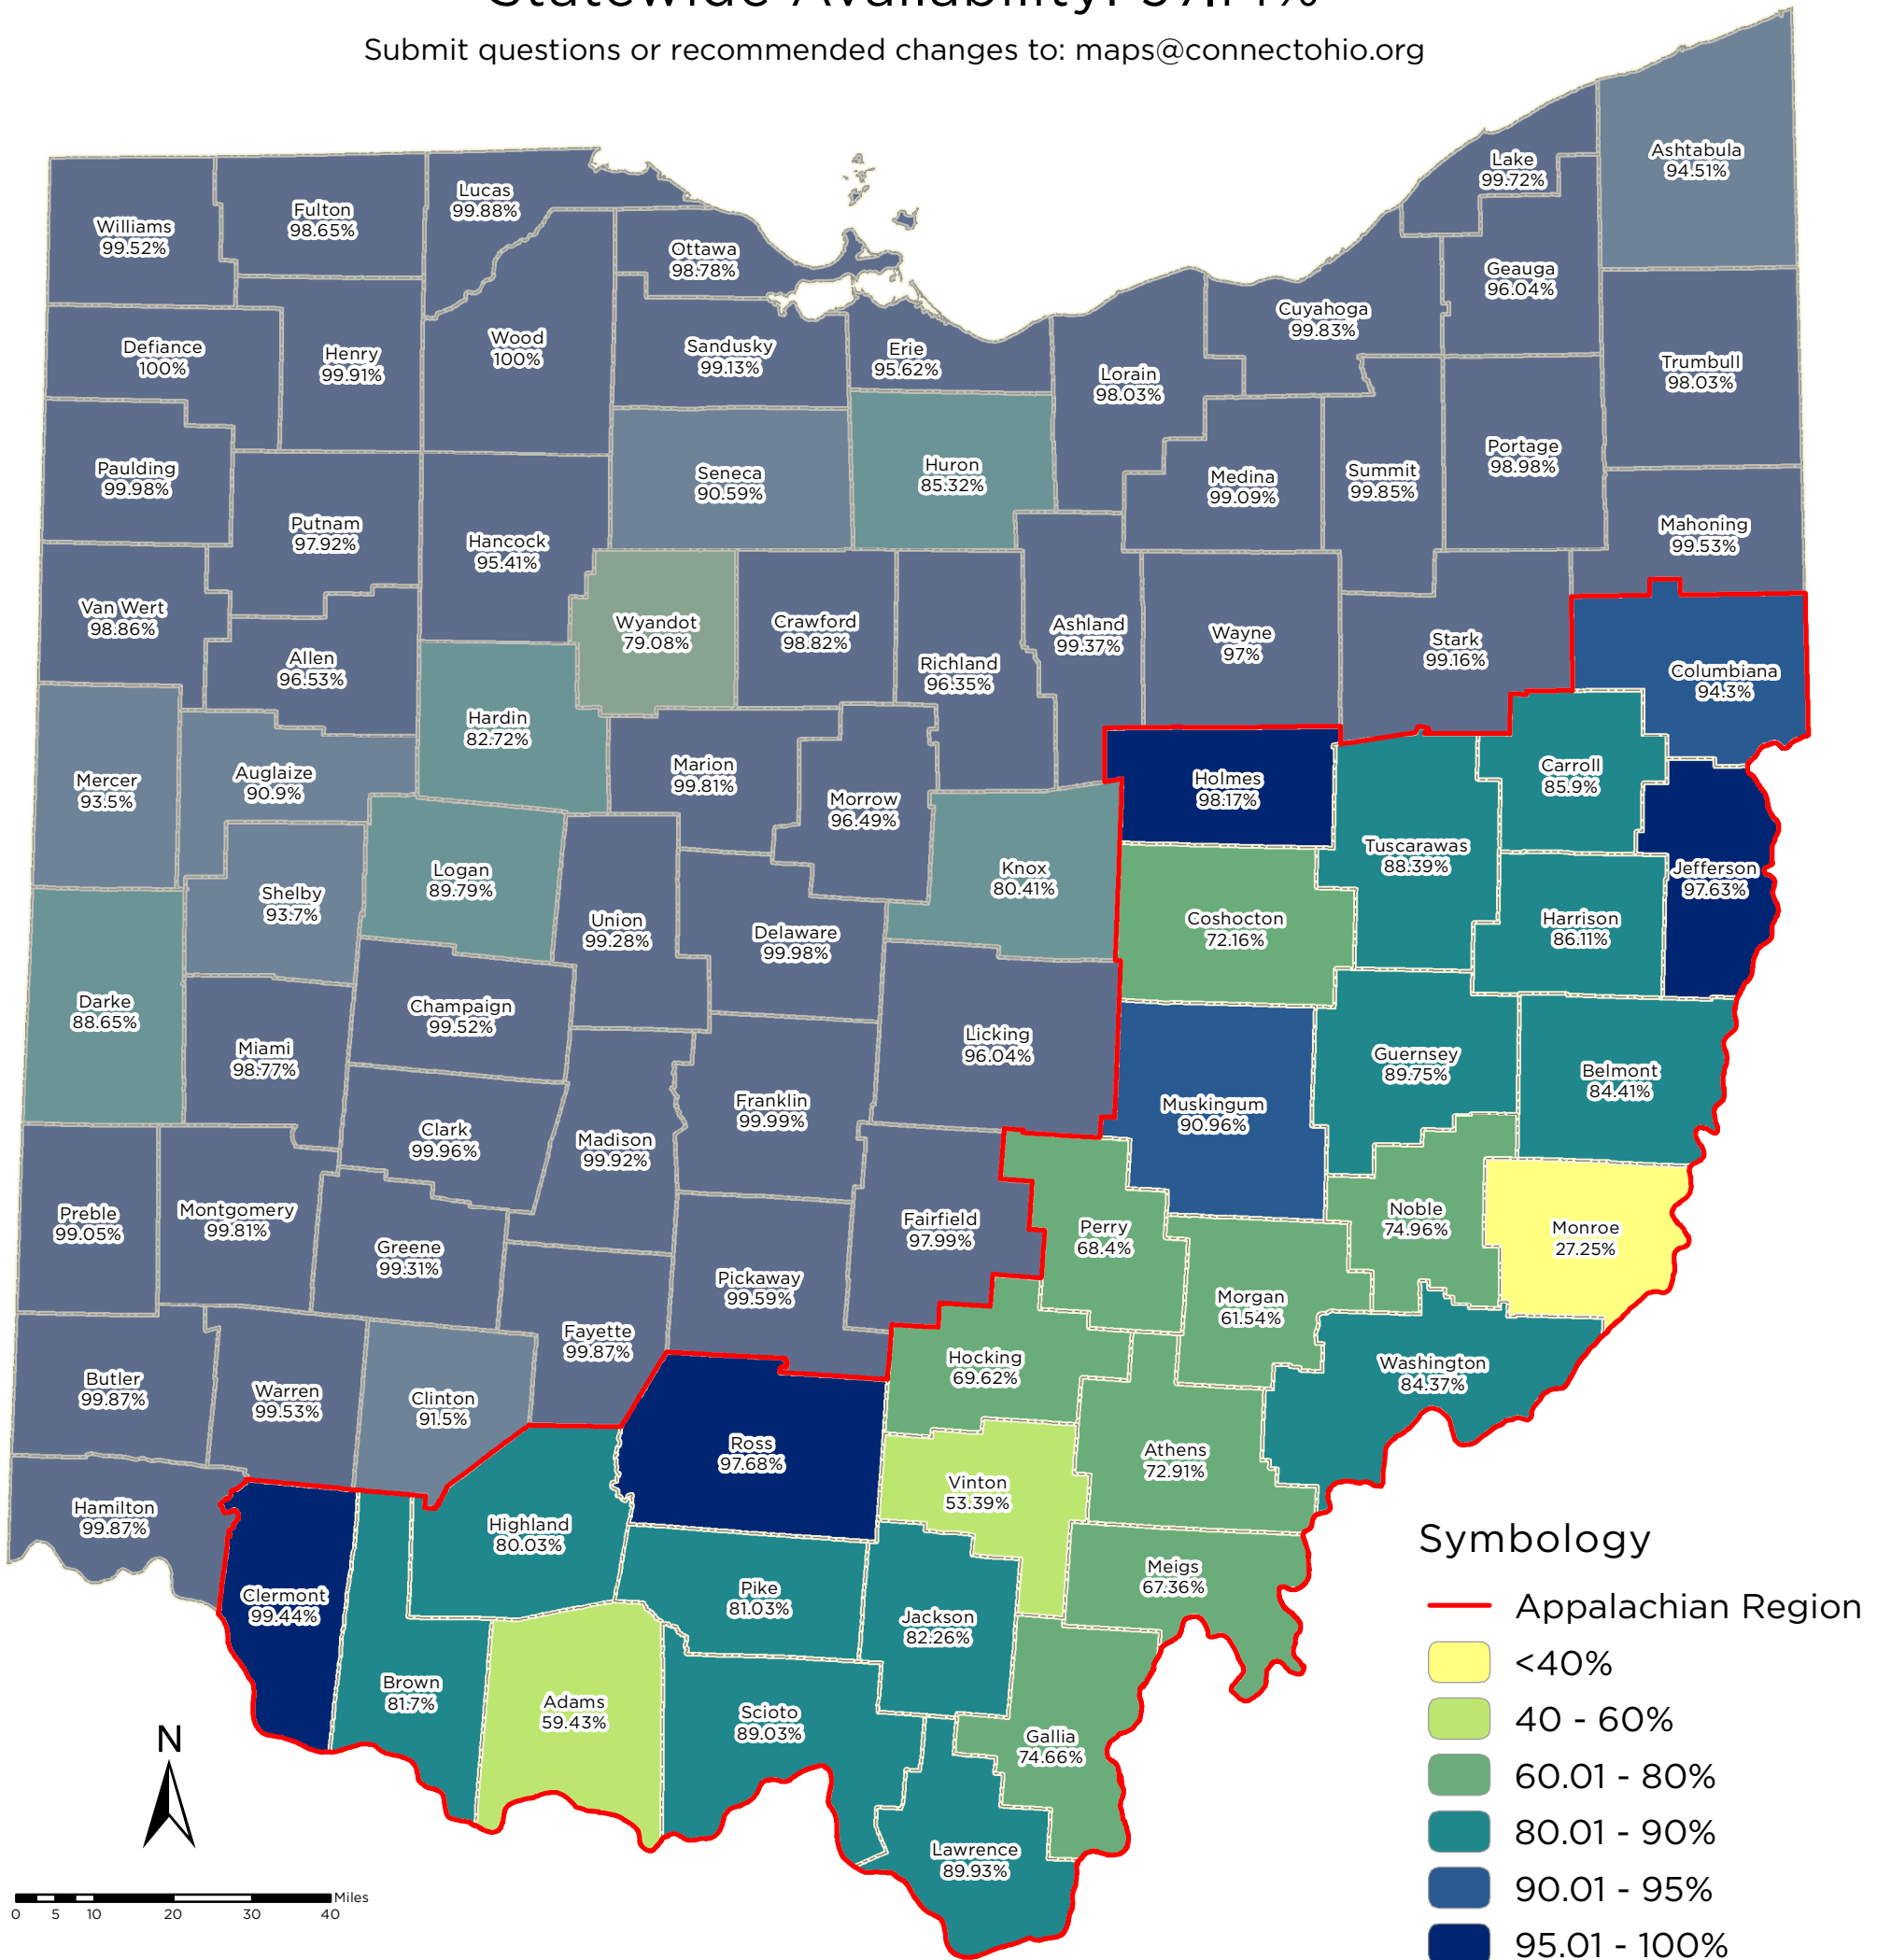 Statewide Availability:
Submit questions or recommended changes to: maps@connectohio.org
Ashtabula
94.51%
Lake
99.72%
Lucas
99.88%
Fulton
98.65%
Williams
99.52%
Ottawa
98.78%
Geauga
96.04%
Cuyahoga
99.83%
Defiance
100%
Henry
99.91%
Wood
100%
Sandusky
99.13%
Erie
95.62%
Lorain
98.03%
Trumbull
98.03%
Paulding
99.98%
Seneca
90.59%
Huron
85.32%
Medina
99.09%
Summit
99.85%
Portage
98.98%
Putnam
97.92%
Hancock
95.41%
Mahoning
99.53%
Van Wert
98.86%
Allen
96.53%
Wyandot
79.08%
Crawford
98.82%
Richland
96.35%
Ashland
99.37%
Wayne
97%
Stark
99.16%
Columbiana
94.3%
Mercer
93.5%
Auglaize
90.9%
Hardin
82.72%
Marion
99.81%
Morrow
96.49%
Holmes
98.17%
Carroll
85.9%
Tuscarawas
88.39%
Jefferson
97.63%
Shelby
93.7%
Logan
89.79%
Union
99.28%
Delaware
99.98%
Knox
80.41%
Coshocton
72.16%
Harrison
86.11%
Darke
88.65%
Miami
98.77%
Champaign
99.52%
Licking
96.04%
Guernsey
89.75%
Belmont
84.41%
Clark
99.96%
Madison
99.92%
Franklin
99.99%
Muskingum
90.96%
Preble
99.05%
Montgomery
99.81%
Greene
99.31%
Fairfield
97.99%
Perry
68.4%
Noble
74.96%
Monroe
27.25%
Pickaway
99.59%
Morgan
61.54%
Fayette
99.87%
Hocking
69.62%
Washington
84.37%
Butler
99.87%
Warren
99.53%
Clinton
91.5%
Ross
97.68%
Athens
72.91%
Vinton
53.39%
Hamilton
99.87%
Highland
80.03%
Clermont
99.44%
Pike
81.03%
Jackson
82.26%
Meigs
67.36%
Brown
81.7%
Adams
59.43%
Scioto
89.03%
Gallia
74.66%
Lawrence
89.93%
N
Miles
0 5 10 20 30 40
Symbology
Appalachian Region
<40%
40 - 60%
60.01 - 80%
80.01 - 90%
90.01 - 95%
95.01 - 100%